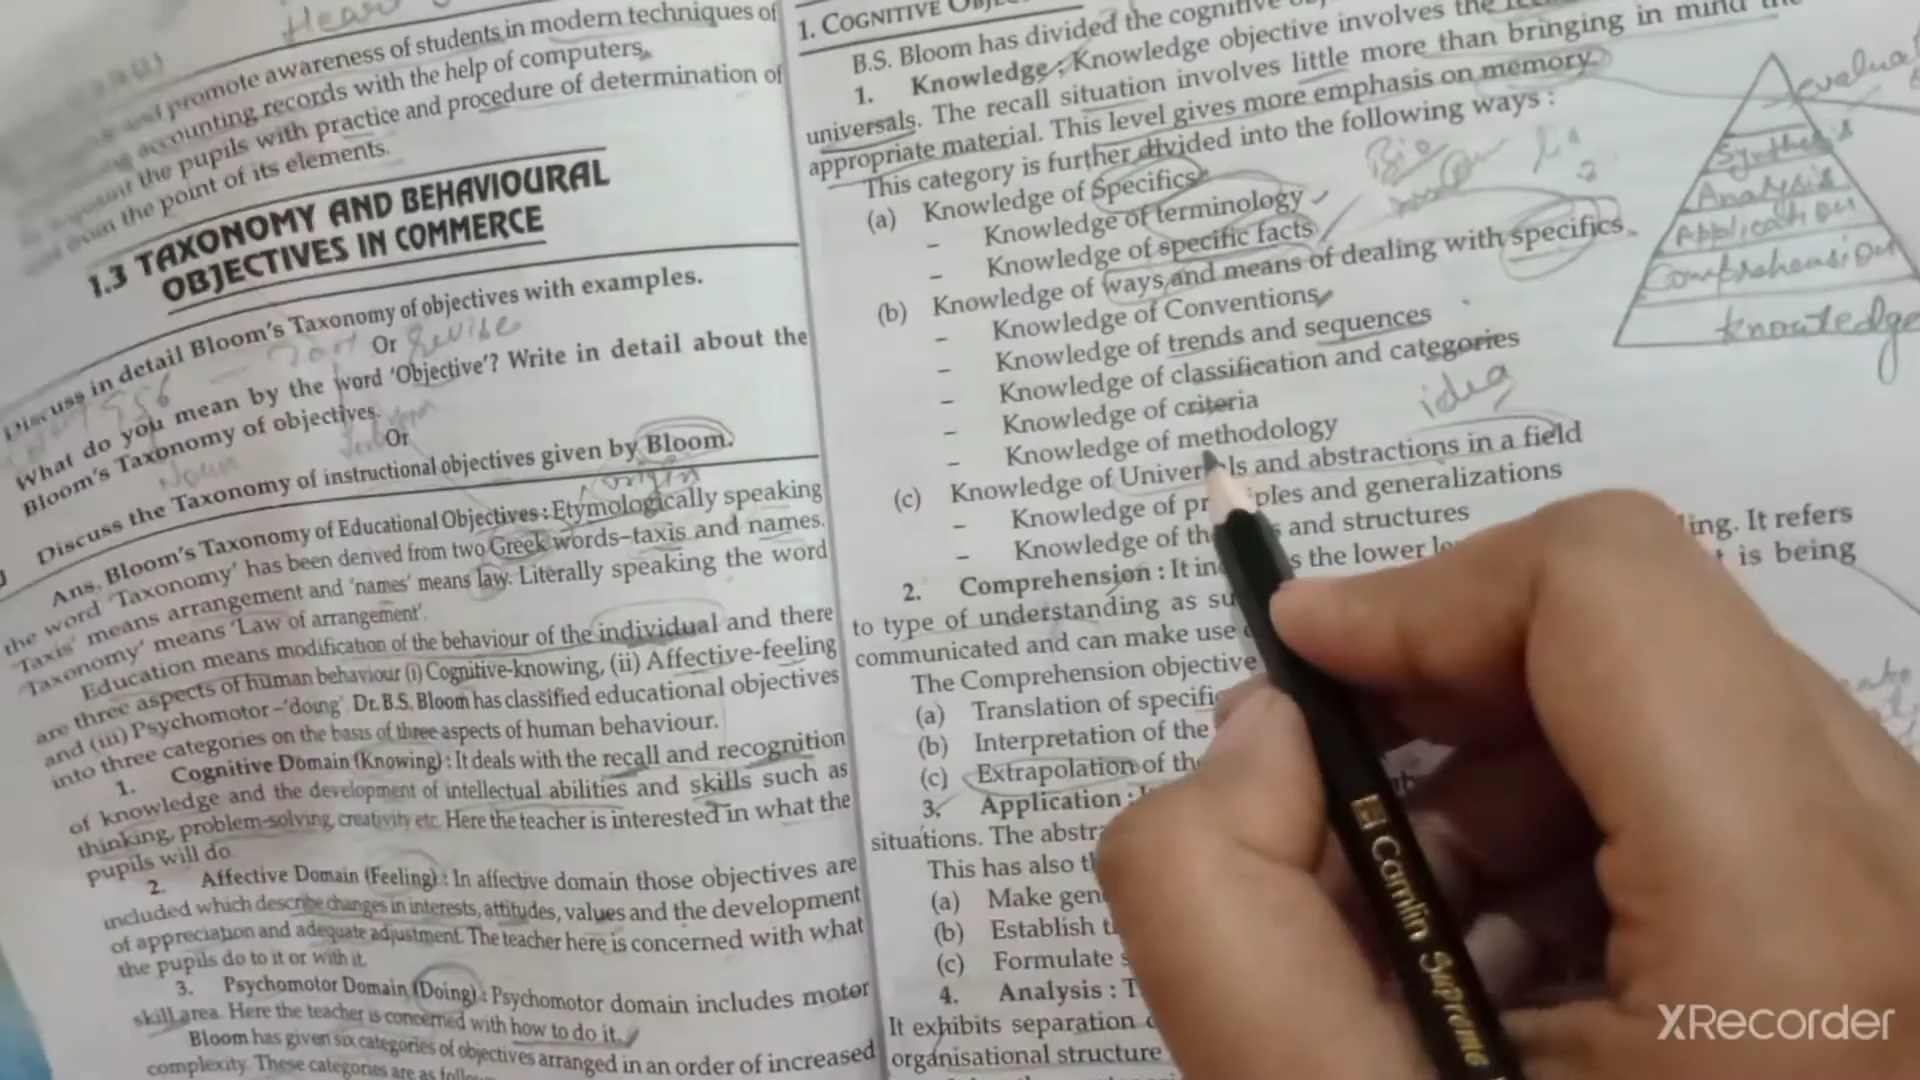 and promote awareness of students in modern techniques of
accounting records with the help of computers.
the pupils with practice and procedure of determination of
from the point of its elements.
1.3 TAXONOMY AND BEHAVIOURAL
OBJECTIVES IN COMMERCE
Discuss in detail Bloom's Taxonomy of objectives with examples.
Or Revise
What do you mean by the word 'Objective'? Write in detail about the
Bloom's Taxonomy of objectives.
Noun
Or
Discuss the Taxonomy of instructional objectives given by Bloom.
origin
Ans. Bloom's Taxonomy of Educational Objectives : Etymologically speaking
the word 'Taxonomy' has been derived from two Greek words–taxis and names.
'Taxis' means arrangement and 'names' means law. Literally speaking the word
'Taxonomy' means 'Law of arrangement'.
Education means modification of the behaviour of the individual and there
are three aspects of human behaviour (i) Cognitive-knowing, (ii) Affective-feeling
and (iii) Psychomotor–'doing'. Dr. B.S. Bloom has classified educational objectives
into three categories on the basis of three aspects of human behaviour.
1. Cognitive Domain (Knowing) : It deals with the recall and recognition
of knowledge and the development of intellectual abilities and skills such as
thinking, problem-solving, creativity etc. Here the teacher is interested in what the
pupils will do.
2. Affective Domain (Feeling) : In affective domain those objectives are
included which describe changes in interests, attitudes, values and the development
of appreciation and adequate adjustment. The teacher here is concerned with what
the pupils do to it or with it.
3. Psychomotor Domain (Doing) : Psychomotor domain includes motor
skill area. Here the teacher is concerned with how to do it.
Bloom has given six categories of objectives arranged in an order of increased
complexity. These categories are as
1. COGNITIVE
B.S. Bloom has divided the cognitive
1. Knowledge : Knowledge objective involves the
universals. The recall situation involves little more than bringing in mind the
appropriate material. This level gives more emphasis on memory.
This category is further divided into the following ways :
(a) Knowledge of Specifics
– Knowledge of terminology
– Knowledge of specific facts
(b) Knowledge of ways and means of dealing with specifics.
– Knowledge of Conventions
– Knowledge of trends and sequences
– Knowledge of classification and categories
– Knowledge of criteria
idea
– Knowledge of methodology
(c) Knowledge of Univer ls and abstractions in a field
– Knowledge of pr iples and generalizations
– Knowledge of th s and structures
2. Comprehension : It in s the lower le ing. It refers
to type of understanding as su t is being
communicated and can make use
The Comprehension objective
(a) Translation of specifi
(b) Interpretation of the
(c) Extrapolation of th
3. Application :
situations. The abstr
This has also t
(a) Make gen
(b) Establish t
(c) Formulate s
4. Analysis : T
It exhibits separation
organisational structure
evaluat
Synthesis
Analysis
Application
Comprehension
Knowledge
Camlin Supreme
XRecorder